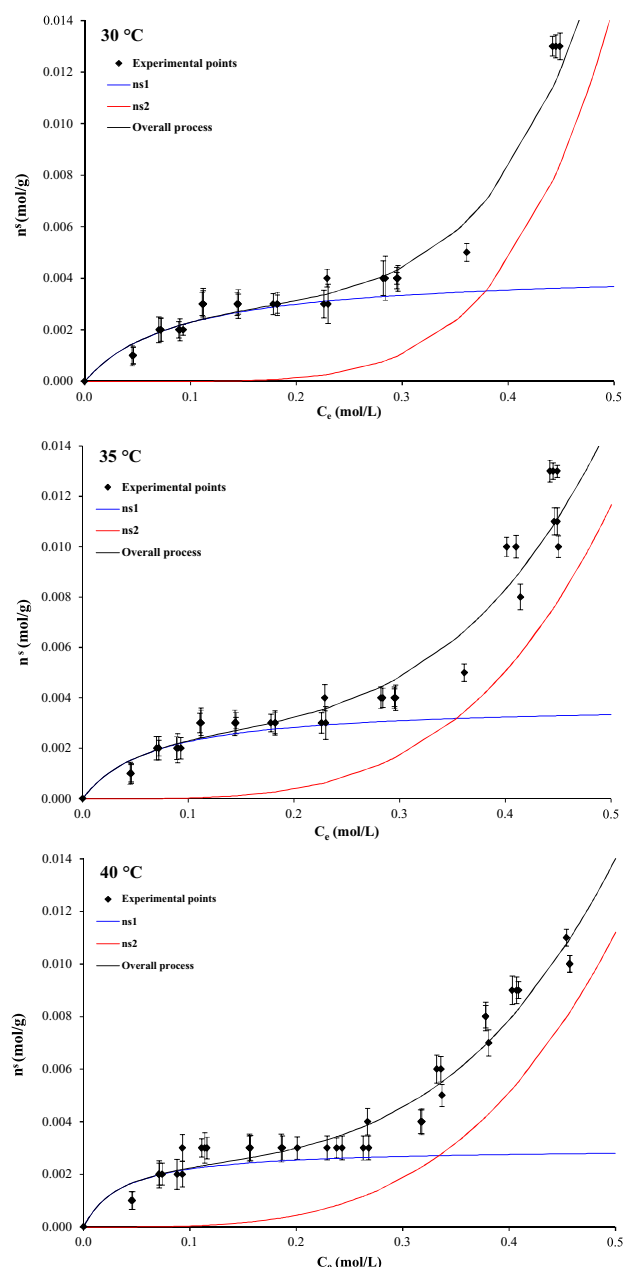 30 °C
Experimental points
ns1
ns2
Overall process
0.014
0.012
0.010
0.008
0.006
0.004
0.002
0.000
nˢ (mol/g)
0.0 0.1 0.2 0.3 0.4 0.5
Cₑ (mol/L)
35 °C
Experimental points
ns1
ns2
Overall process
0.014
0.012
0.010
0.008
0.006
0.004
0.002
0.000
nˢ (mol/g)
0.0 0.1 0.2 0.3 0.4 0.5
Cₑ (mol/L)
40 °C
Experimental points
ns1
ns2
Overall process
0.014
0.012
0.010
0.008
0.006
0.004
0.002
0.000
nˢ (mol/g)
0.0 0.1 0.2 0.3 0.4 0.5
Cₑ (mol/L)